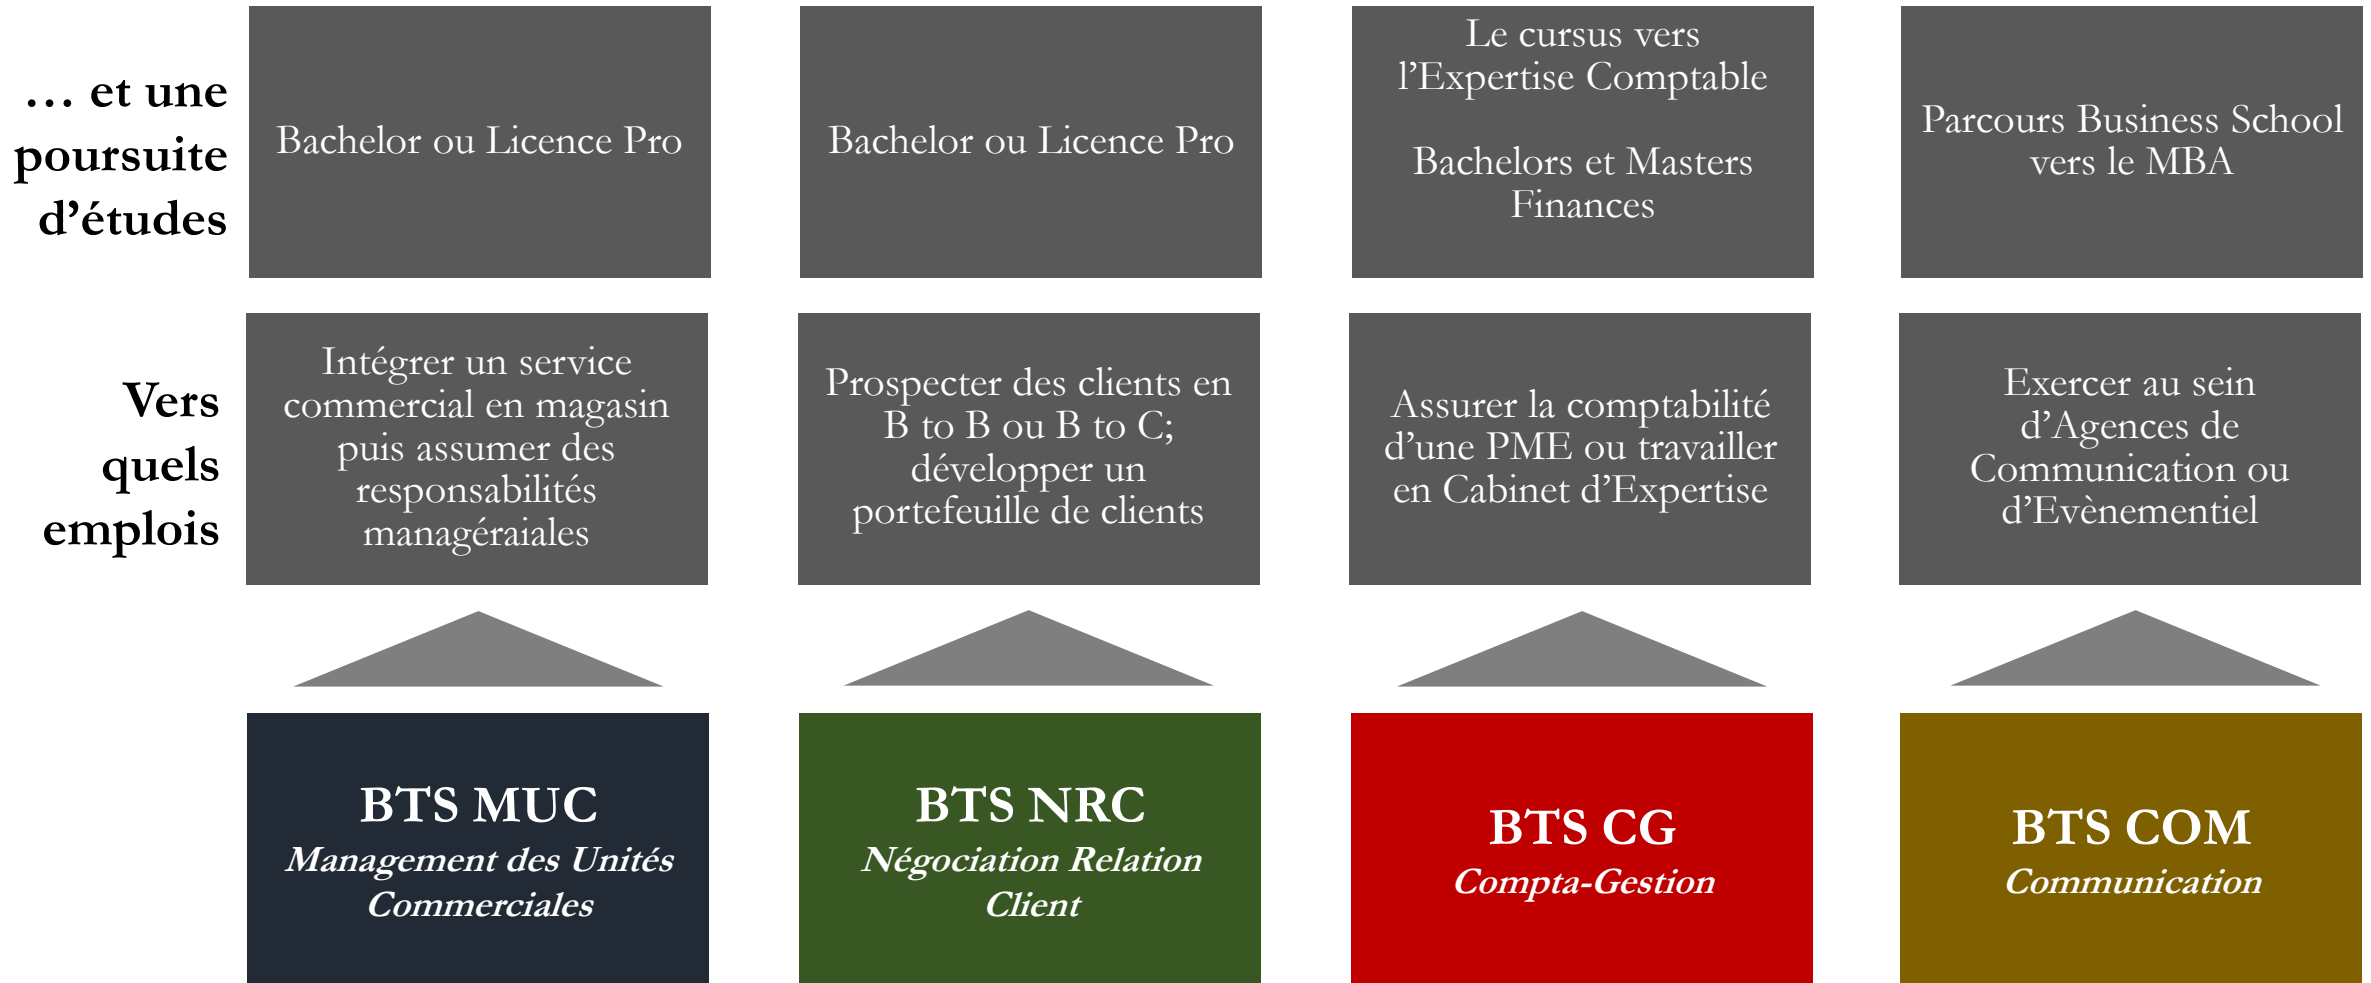 … et une
poursuite
d’études
Bachelor ou Licence Pro
Bachelor ou Licence Pro
Le cursus vers
l’Expertise Comptable
Bachelors et Masters
Finances
Parcours Business School
vers le MBA
Vers
quels
emplois
Intégrer un service
commercial en magasin
puis assumer des
responsabilités
managéraiales
Prospecter des clients en
B to B ou B to C;
développer un
portefeuille de clients
Assurer la comptabilité
d’une PME ou travailler
en Cabinet d’Expertise
Exercer au sein
d’Agences de
Communication ou
d’Evènementiel
BTS MUC
Management des Unités
Commerciales
BTS NRC
Négociation Relation
Client
BTS CG
Compta-Gestion
BTS COM
Communication